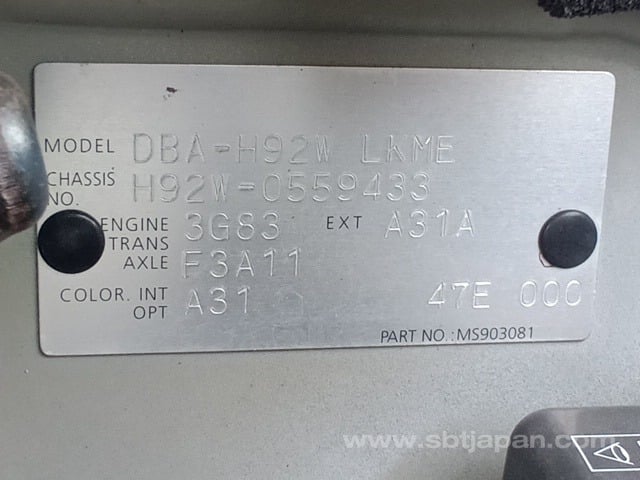 MODEL DBA-H92W LKME
CHASSIS NO. H92W-0559433
ENGINE 3G83 EXT A31A
TRANS AXLE F3A11
COLOR. INT OPT A31 47E 000
PART NO.:MS903081
www.sbtjapan.com